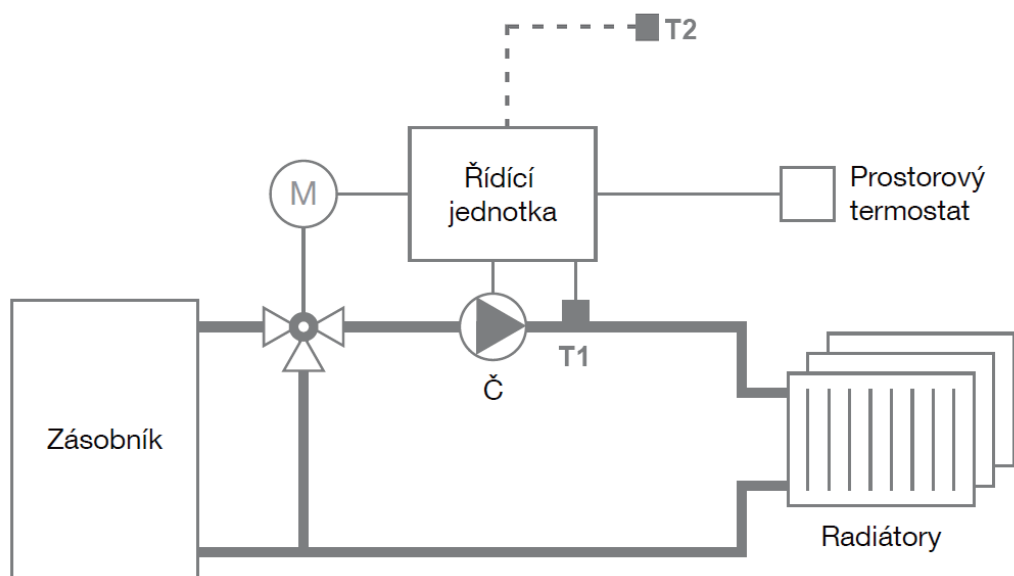 T2
Řídící
jednotka
M
Prostorový
termostat
T1
Č
Zásobník
Radiátory